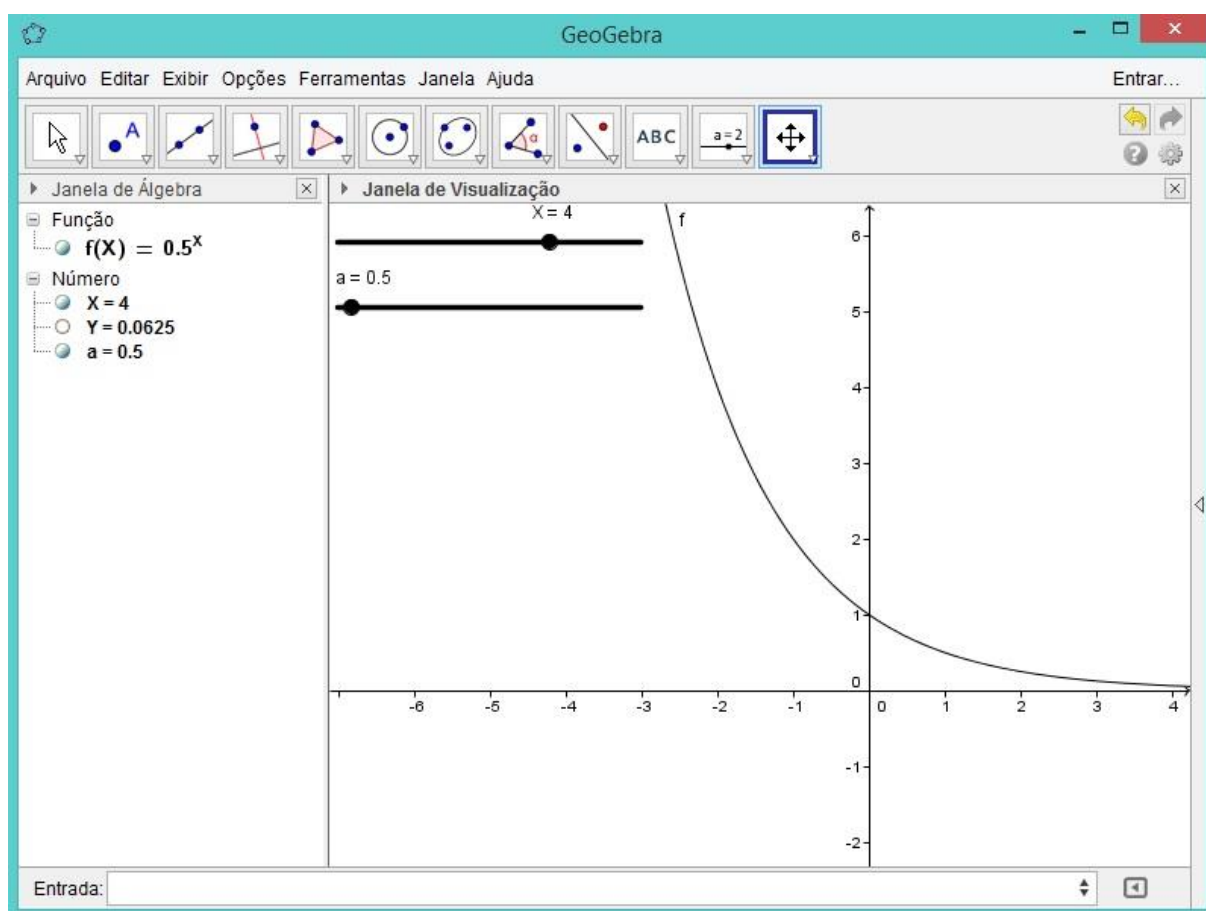 GeoGebra
Arquivo Editar Exibir Opções Ferramentas Janela Ajuda Entrar...
A α ABC a=2
Janela de Álgebra
Janela de Visualização
Função
f(X) = 0.5^X
Número
X = 4
Y = 0.0625
a = 0.5
X = 4
f
a = 0.5
6
5
4
3
2
1
0
-6 -5 -4 -3 -2 -1 0 1 2 3 4
-1
-2
Entrada: